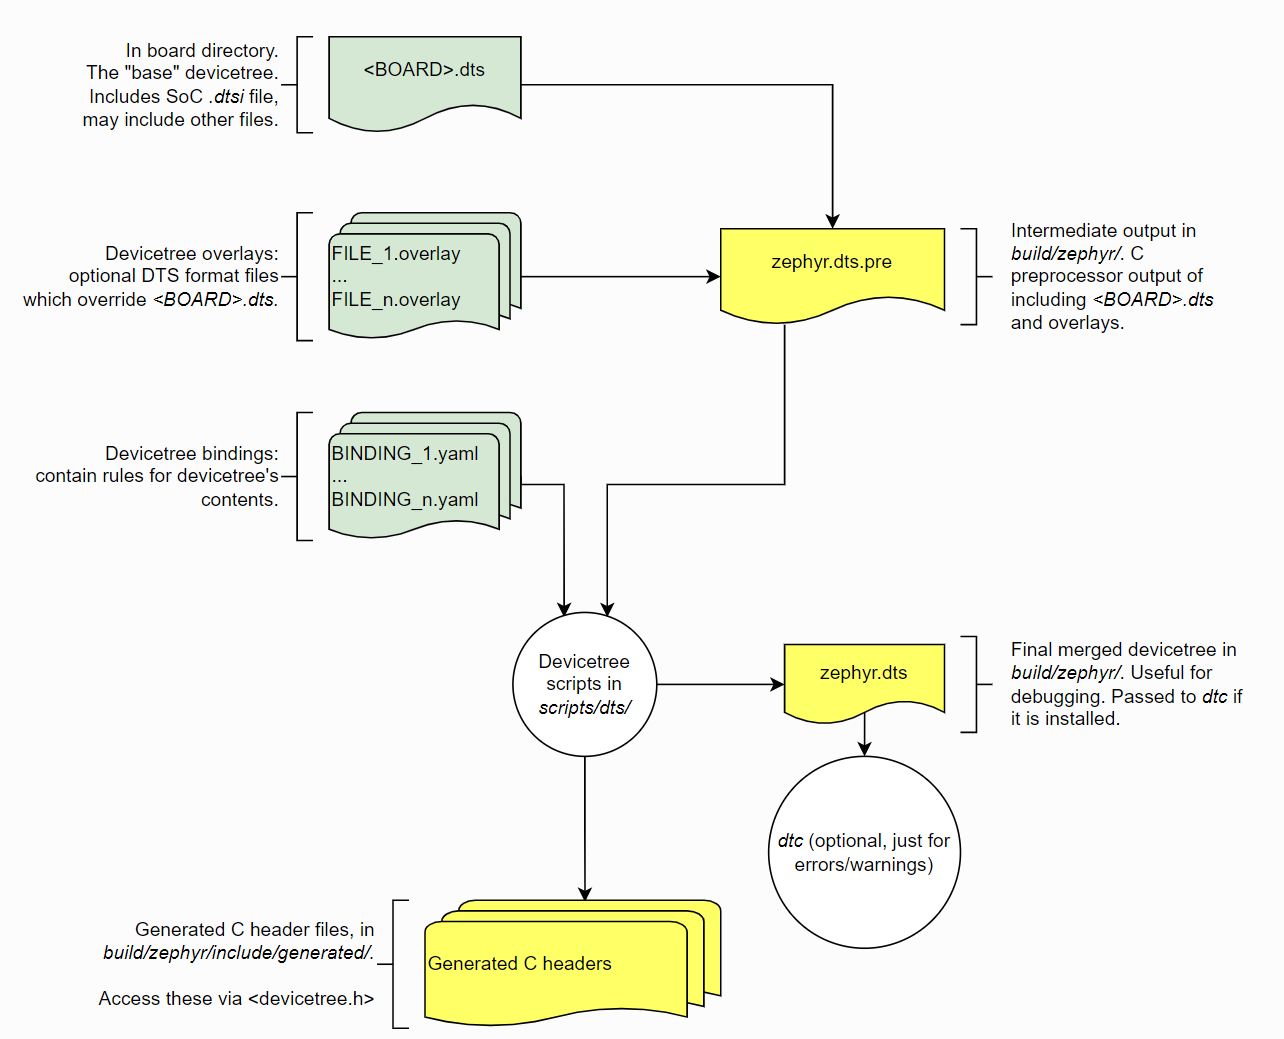 In board directory.
The "base" devicetree.
Includes SoC .dtsi file,
may include other files.
<BOARD>.dts
Devicetree overlays:
optional DTS format files
which override <BOARD>.dts.
FILE_1.overlay
...
FILE_n.overlay
zephyr.dts.pre
Intermediate output in
build/zephyr/. C
preprocessor output of
including <BOARD>.dts
and overlays.
Devicetree bindings:
contain rules for devicetree's
contents.
BINDING_1.yaml
...
BINDING_n.yaml
Devicetree
scripts in
scripts/dts/
zephyr.dts
Final merged devicetree in
build/zephyr/. Useful for
debugging. Passed to dtc if
it is installed.
dtc (optional, just for
errors/warnings)
Generated C header files, in
build/zephyr/include/generated/.
Access these via <devicetree.h>
Generated C headers